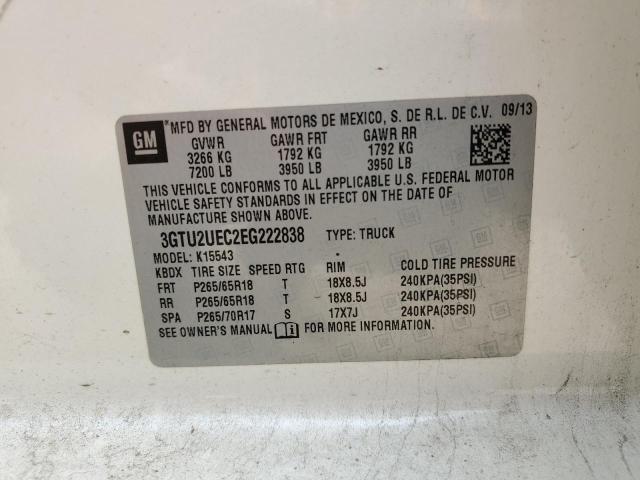 GM *MFD BY GENERAL MOTORS DE MEXICO, S. DE R.L. DE C.V. 09/13
GVWR GAWR FRT GAWR RR
3266 KG 1792 KG 1792 KG
7200 LB 3950 LB 3950 LB
THIS VEHICLE CONFORMS TO ALL APPLICABLE U.S. FEDERAL MOTOR
VEHICLE SAFETY STANDARDS IN EFFECT ON THE DATE OF
MANUFACTURE SHOWN ABOVE.
3GTU2UEC2EG222838 TYPE: TRUCK
MODEL: K15543
KBDX TIRE SIZE SPEED RTG RIM COLD TIRE PRESSURE
FRT P265/65R18 T 18X8.5J 240KPA(35PSI)
RR P265/65R18 T 18X8.5J 240KPA(35PSI)
SPA P265/70R17 S 17X7J 240KPA(35PSI)
SEE OWNER'S MANUAL FOR MORE INFORMATION.